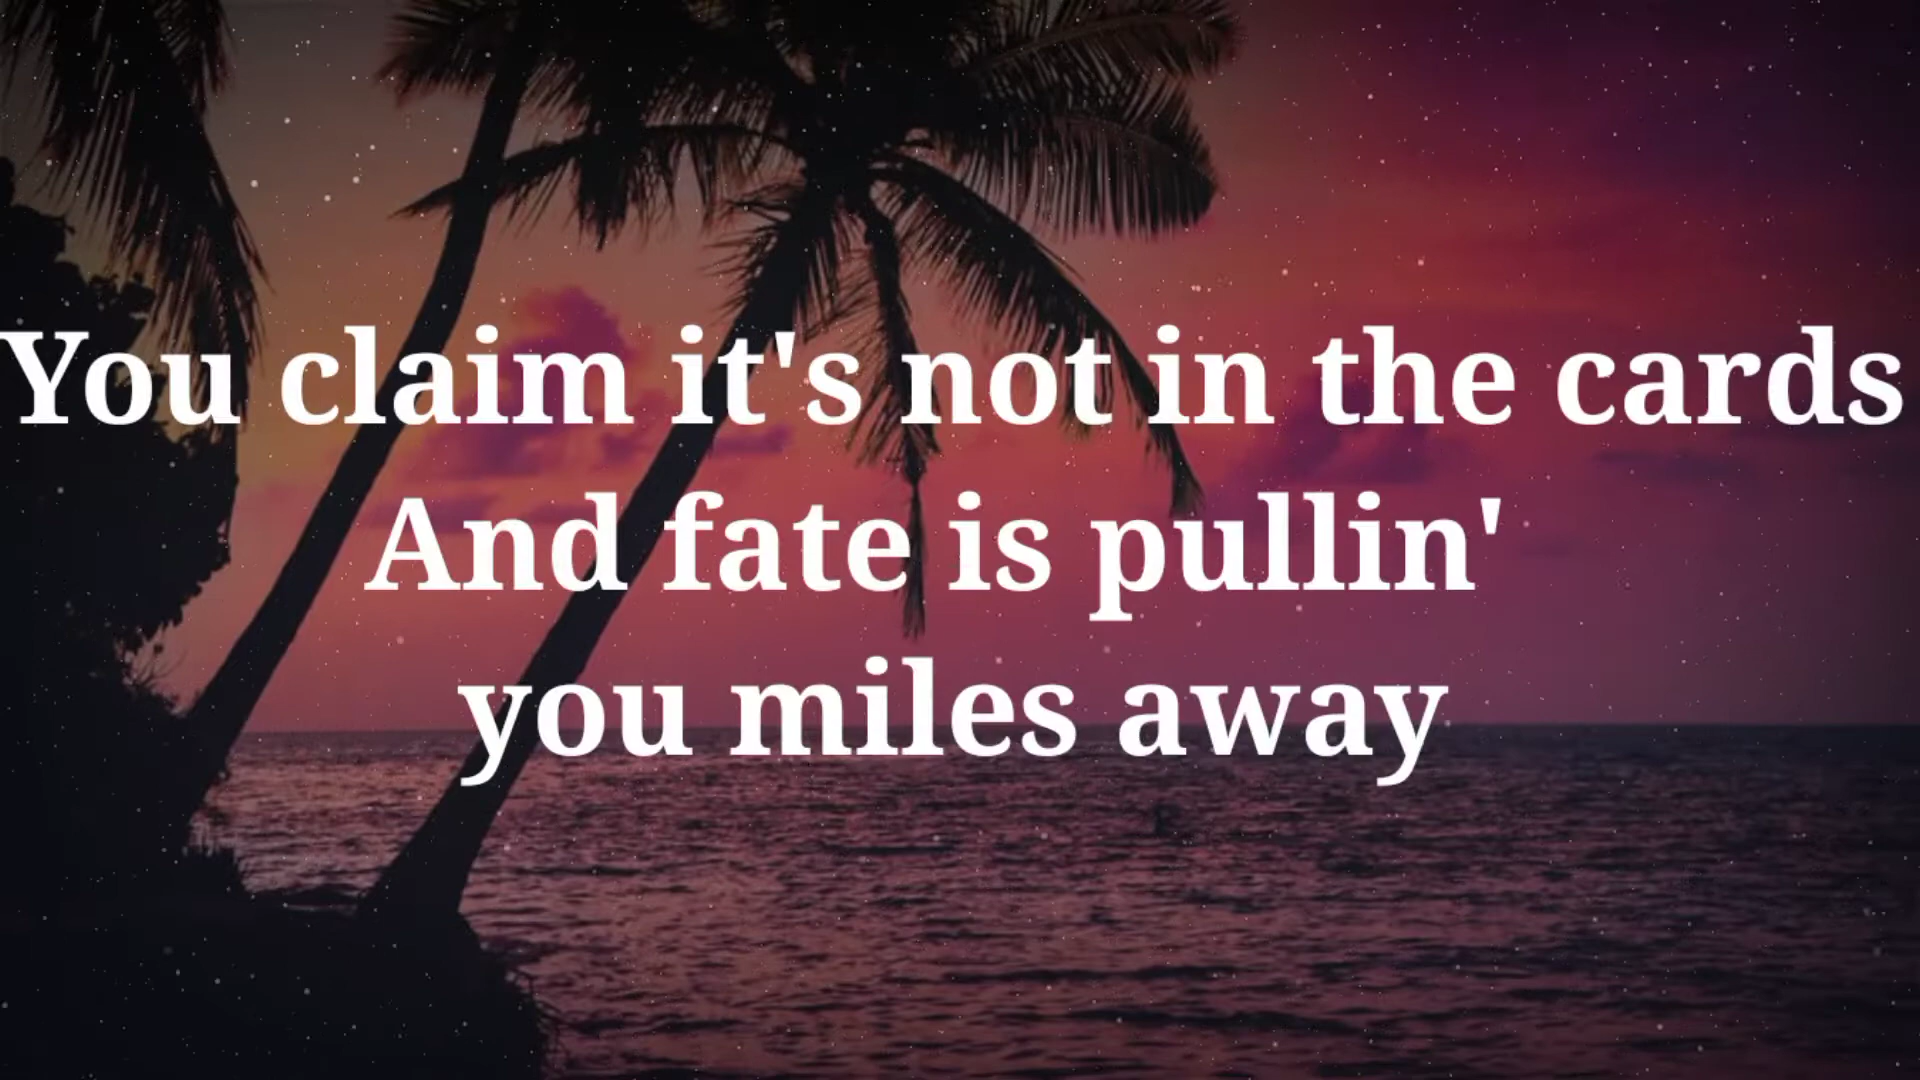 You claim it's not in the cards
And fate is pullin'
you miles away